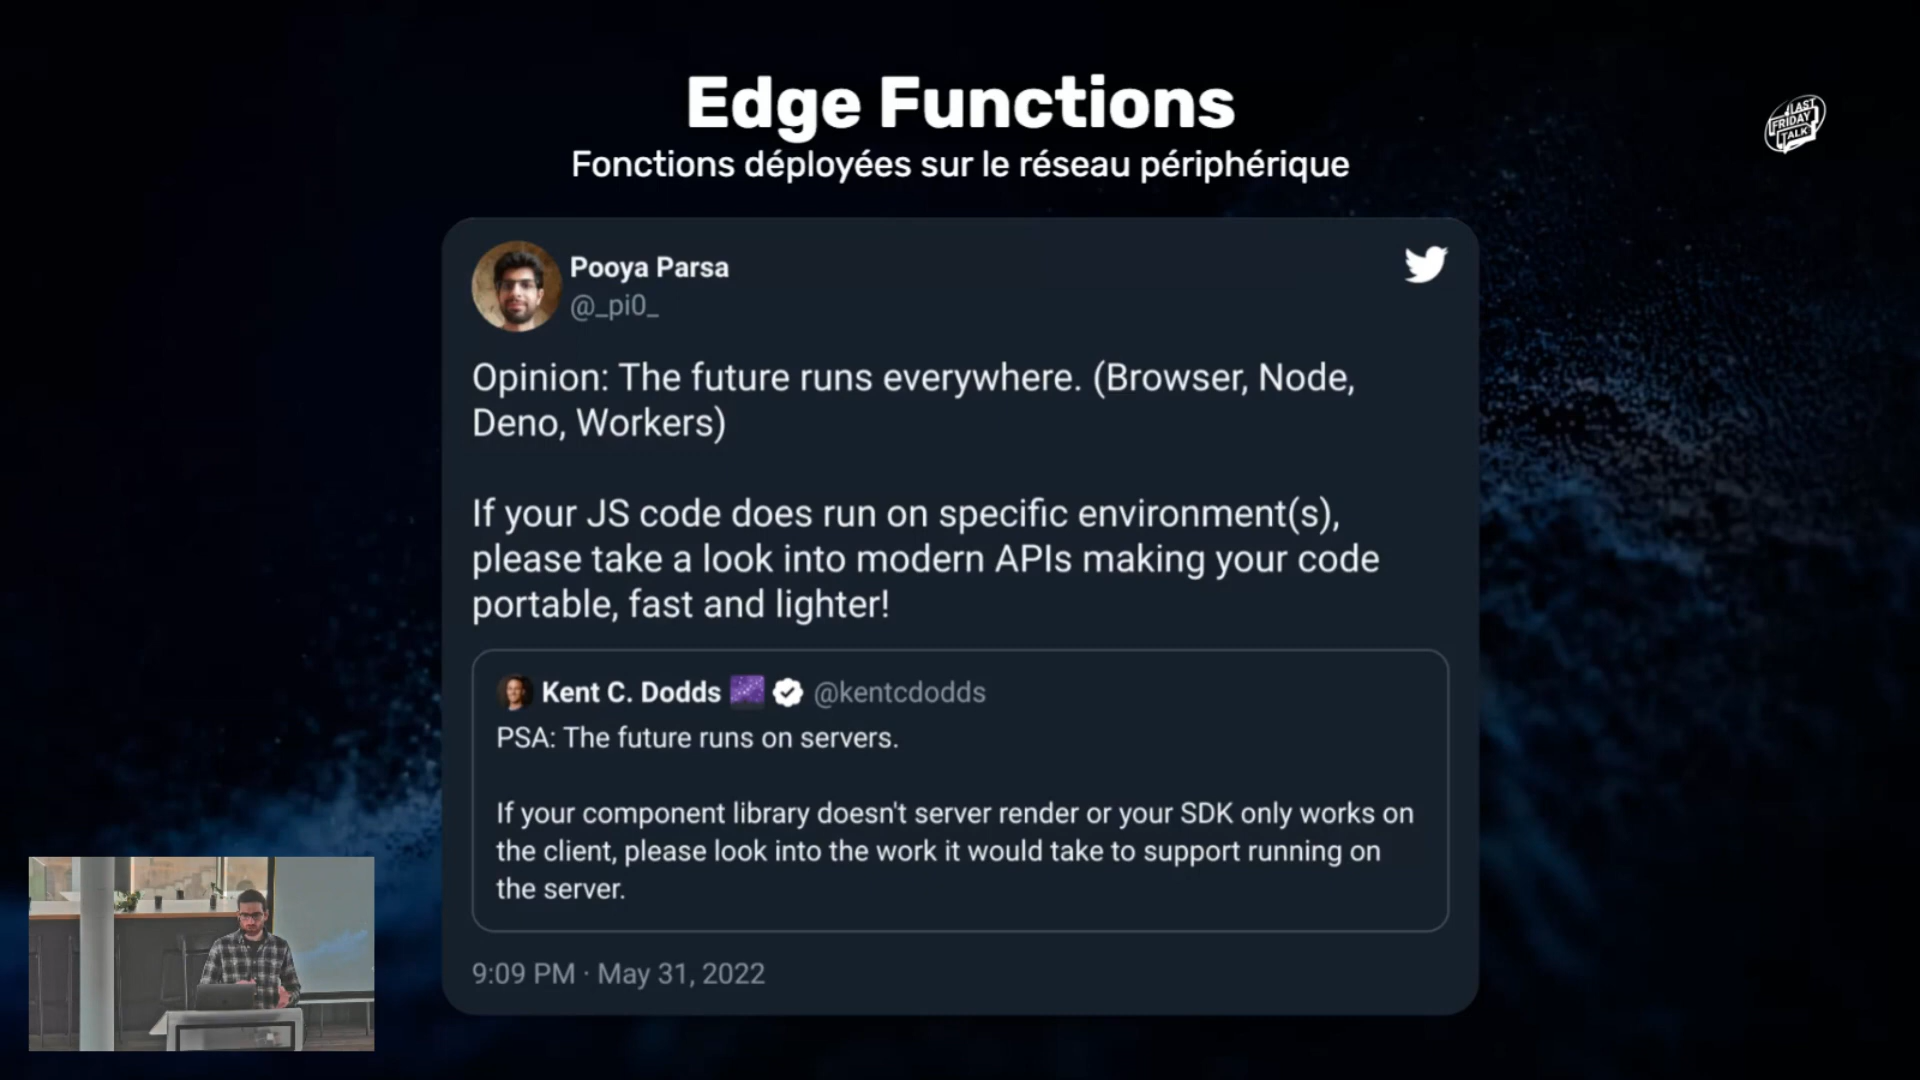 Edge Functions
Fonctions déployées sur le réseau périphérique
LAST
FRIDAY
TALK
Pooya Parsa
@_pi0_
Opinion: The future runs everywhere. (Browser, Node,
Deno, Workers)
If your JS code does run on specific environment(s),
please take a look into modern APIs making your code
portable, fast and lighter!
Kent C. Dodds @kentcdodds
PSA: The future runs on servers.
If your component library doesn't server render or your SDK only works on
the client, please look into the work it would take to support running on
the server.
9:09 PM · May 31, 2022